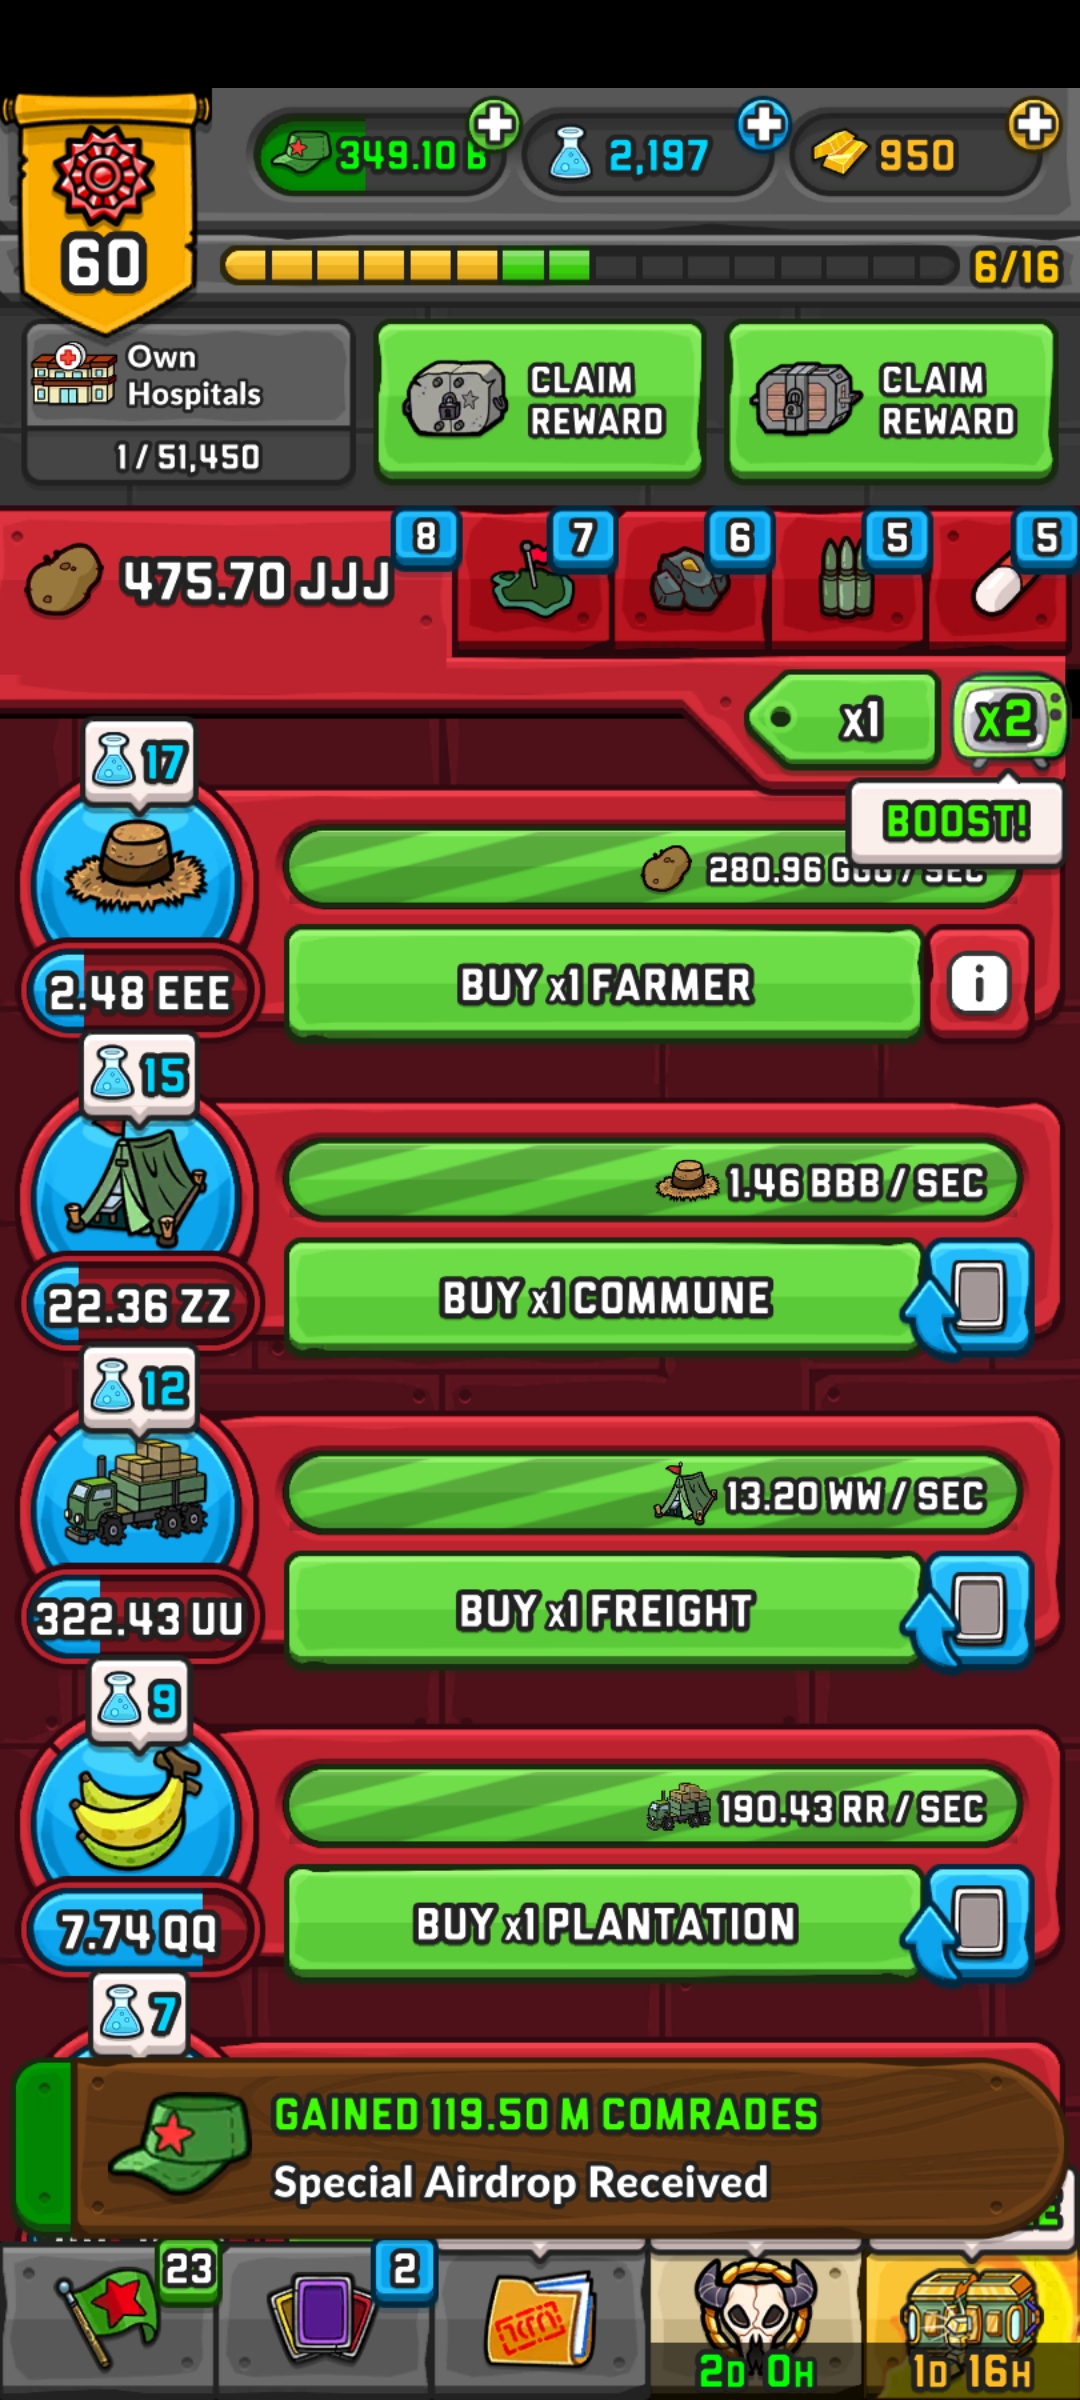 349.10 B
2,197
950
60
6/16
Own
Hospitals
1 / 51,450
CLAIM
REWARD
CLAIM
REWARD
475.70 JJJ
8
7
6
5
5
x1
x2
BOOST!
17
280.96 GGG / SEC
2.48 EEE
BUY x1 FARMER
i
15
1.46 BBB / SEC
22.36 ZZ
BUY x1 COMMUNE
12
13.20 WW / SEC
322.43 UU
BUY x1 FREIGHT
9
190.43 RR / SEC
7.74 QQ
BUY x1 PLANTATION
7
GAINED 119.50 M COMRADES
Special Airdrop Received
23
2
2D 0H
1D 16H